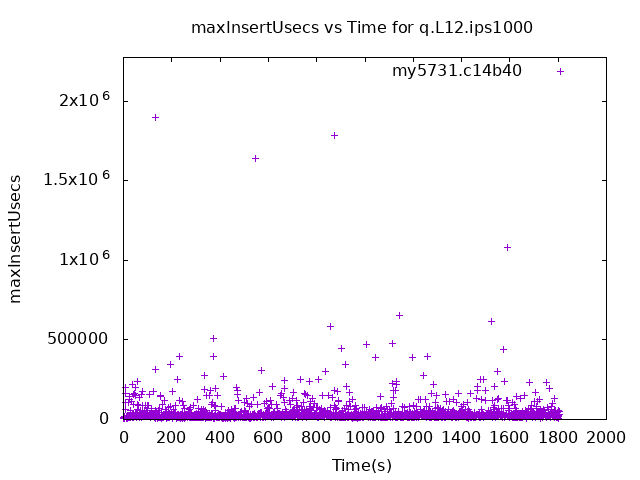 maxInsertUsecs vs Time for q.L12.ips1000
my5731.c14b40
2x10^6
1.5x10^6
1x10^6
500000
0
maxInsertUsecs
0 200 400 600 800 1000 1200 1400 1600 1800 2000
Time(s)